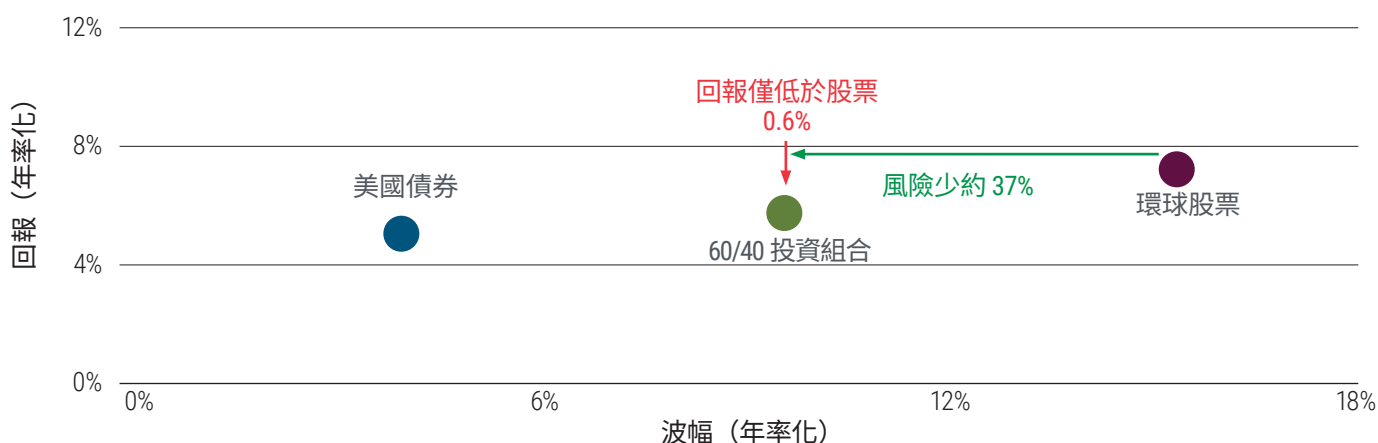 12%
8%
4%
0%
回報（年率化）
回報僅低於股票
0.6%
美國債券
風險少約 37%
環球股票
60/40 投資組合
0%
6%
12%
18%
波幅（年率化）